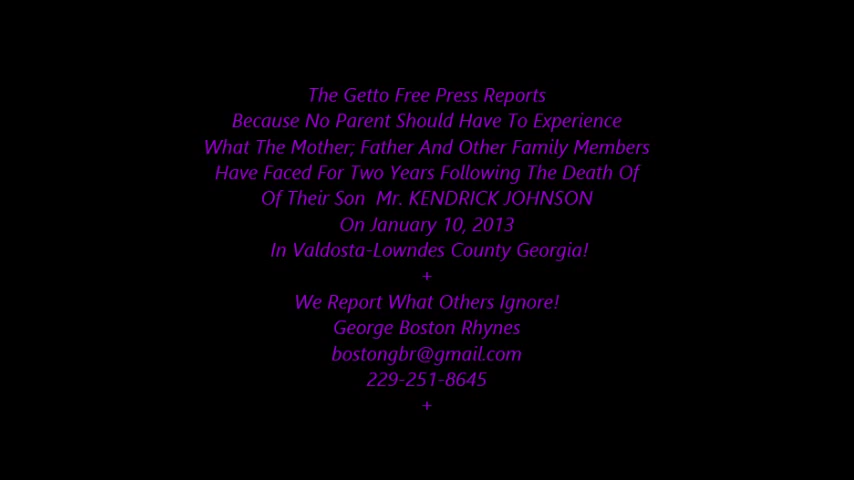 The Getto Free Press Reports
Because No Parent Should Have To Experience
What The Mother; Father And Other Family Members
Have Faced For Two Years Following The Death Of
Of Their Son  Mr. KENDRICK JOHNSON
On January 10, 2013
In Valdosta-Lowndes County Georgia!
+
We Report What Others Ignore!
George Boston Rhynes
bostongbr@gmail.com
229-251-8645
+